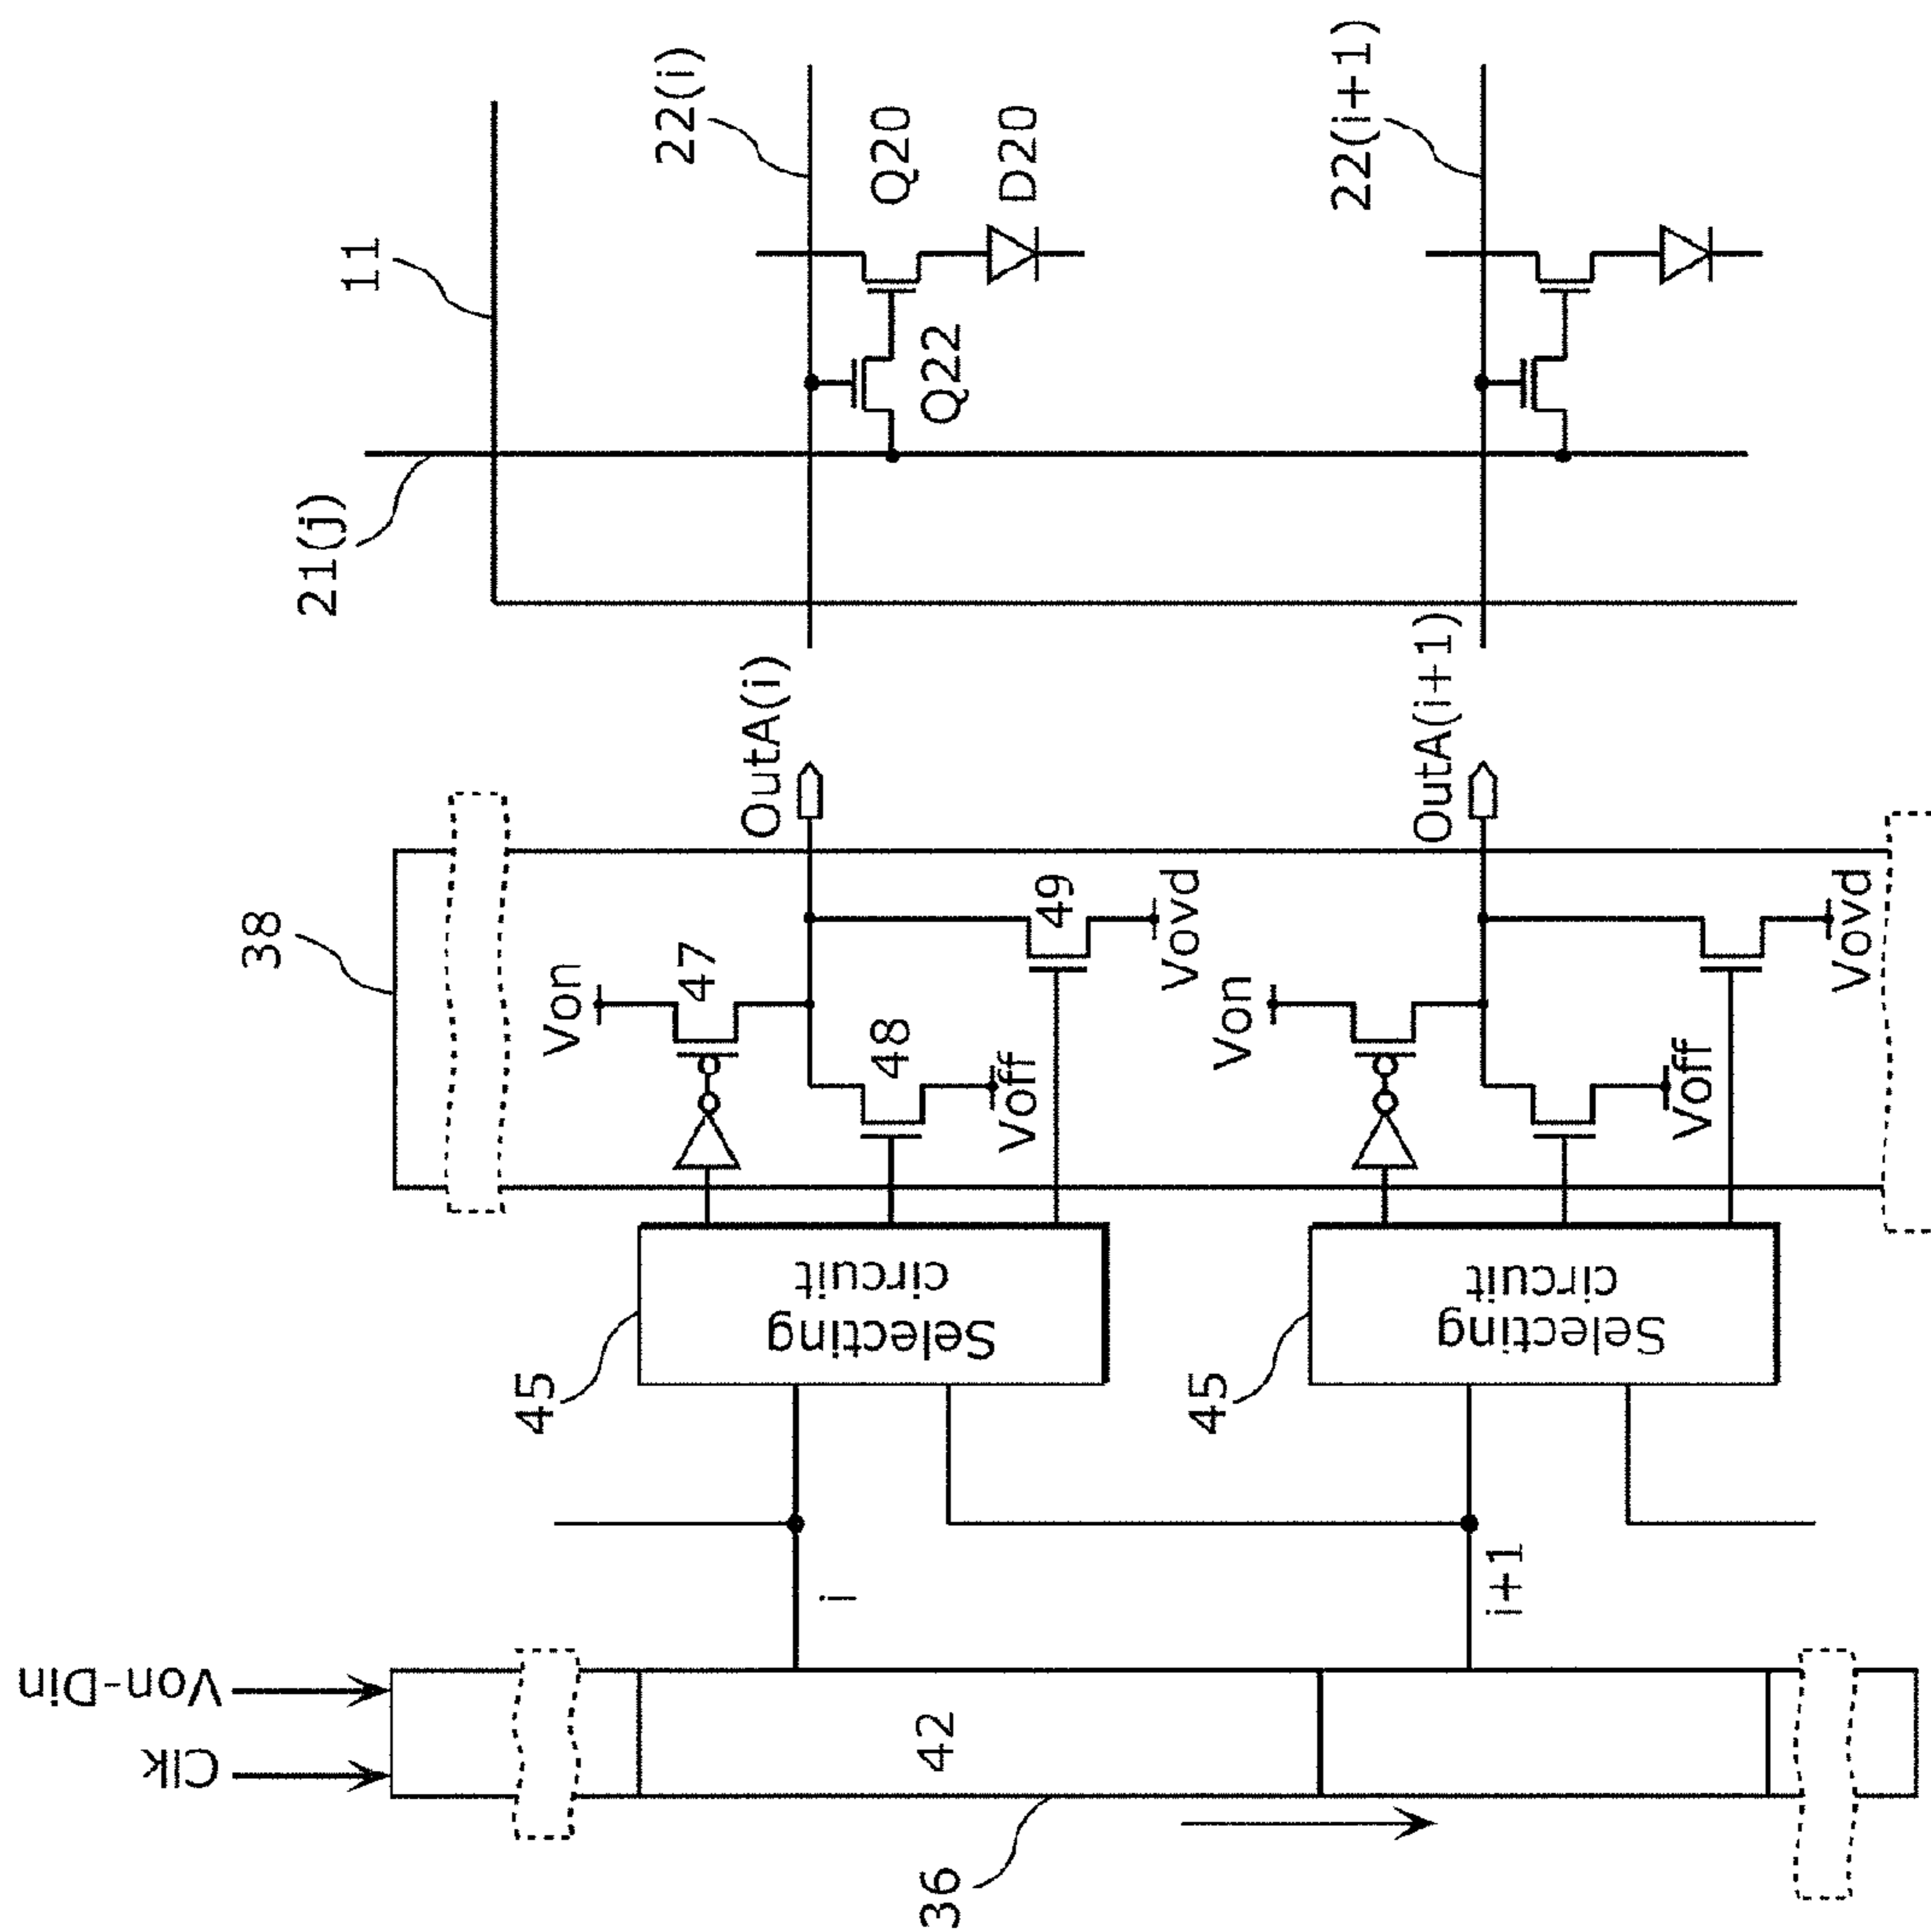 11
21(j)
22(i)
Q20
D20
Q22
22(i+1)
38
OutA(i)
OutA(i+1)
Von
47
48
Voff
49
Vovd
Von
Voff
Vovd
45
Selecting
circuit
45
Selecting
circuit
i
i+1
Von-Din
Clk
42
36